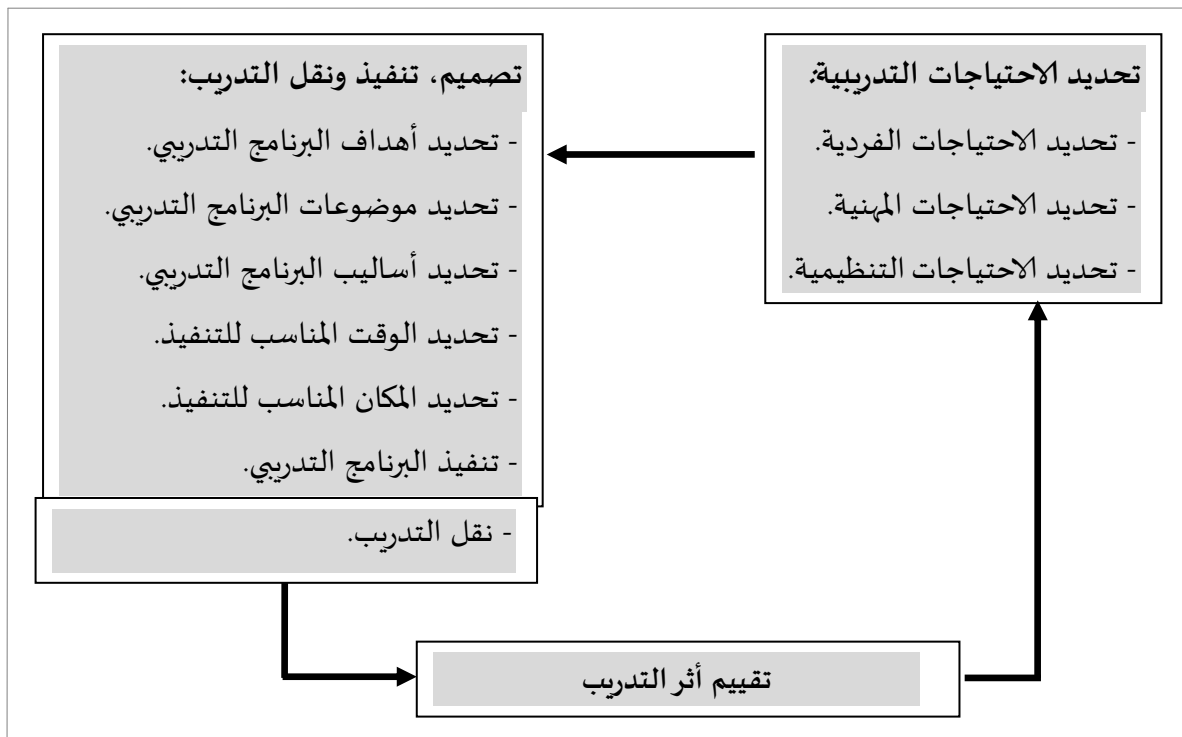 تحديد الاحتياجات التدريبية:
- تحديد الاحتياجات الفردية.
- تحديد الاحتياجات المهنية.
- تحديد الاحتياجات التنظيمية.
تصميم، تنفيذ ونقل التدريب:
- تحديد أهداف البرنامج التدريبي.
- تحديد موضوعات البرنامج التدريبي.
- تحديد أساليب البرنامج التدريبي.
- تحديد الوقت المناسب للتنفيذ.
- تحديد المكان المناسب للتنفيذ.
- تنفيذ البرنامج التدريبي.
- نقل التدريب.
تقييم أثر التدريب